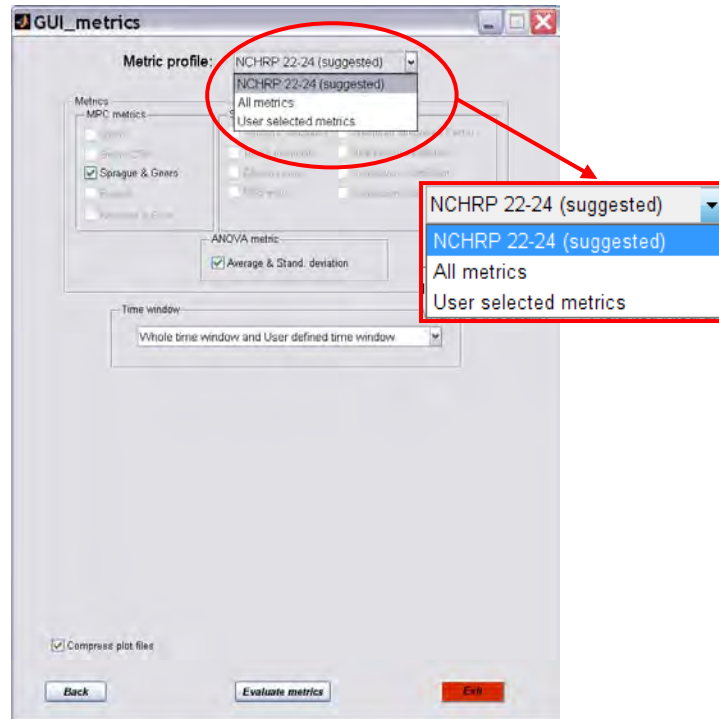 GUI_metrics
Metric profile: NCHRP 22-24 (suggested)
NCHRP 22-24 (suggested)
All metrics
User selected metrics
Metrics
MPC metrics
Sprague & Geers
ANOVA metric
Average & Stand. deviation
NCHRP 22-24 (suggested)
NCHRP 22-24 (suggested)
All metrics
User selected metrics
Time window
Whole time window and User defined time window
Compress plot files
Back
Evaluate metrics
Exit